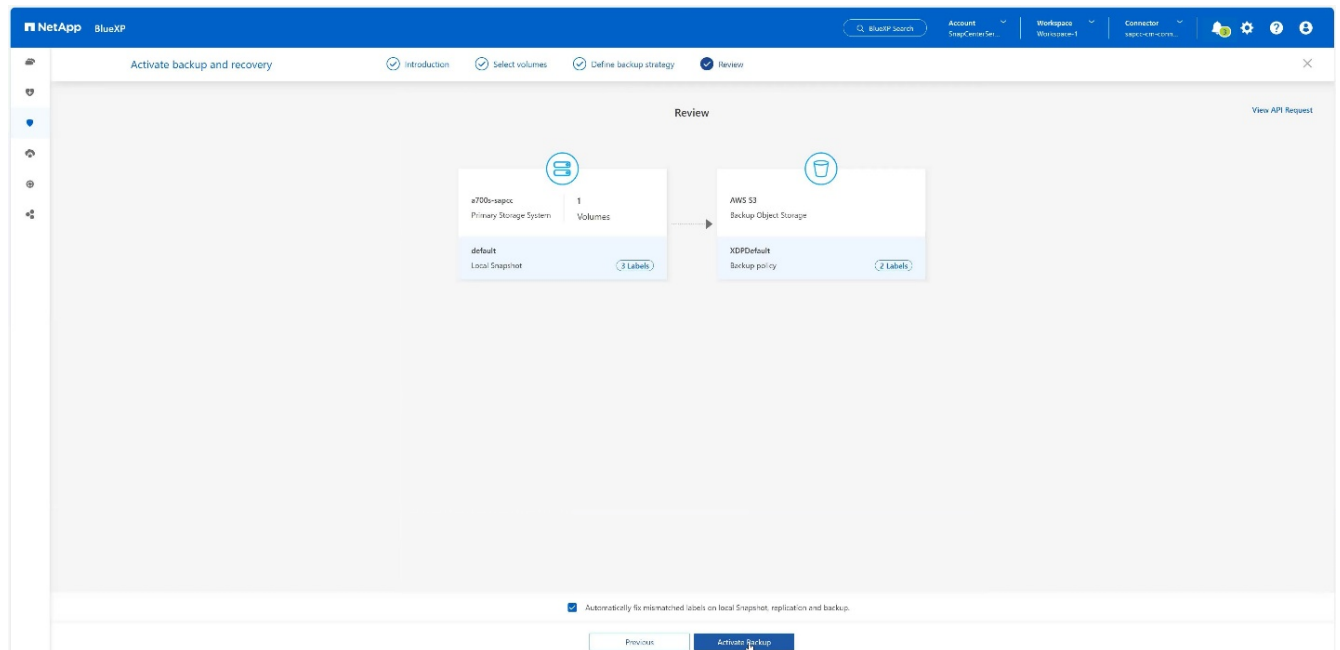 NetApp BlueXP
BlueXP Search
Account
SnapCenterSer...
Workspace
Workspace-1
Connector
sapcc-cm-conn...
Activate backup and recovery
Introduction
Select volumes
Define backup strategy
Review
Review
View API Request
a700s-sapcc
Primary Storage System
1
Volumes
default
Local Snapshot
3 Labels
AWS S3
Backup Object Storage
XDPDefault
Backup policy
2 Labels
Automatically fix mismatched labels on local Snapshot, replication and backup.
Previous
Activate Backup